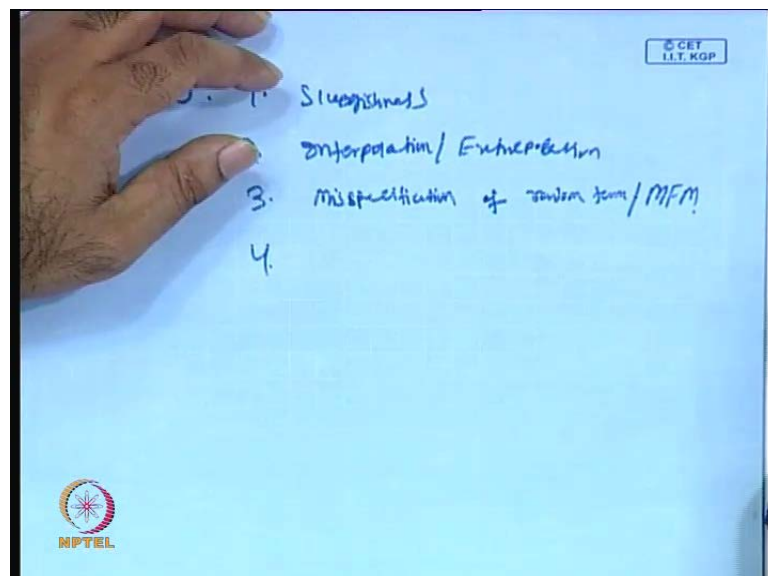 © CET
I.I.T. KGP
1. Sluggishness
Interpolation / Extrapolation
3. Misspecification of random term / MFM
4.
NPTEL